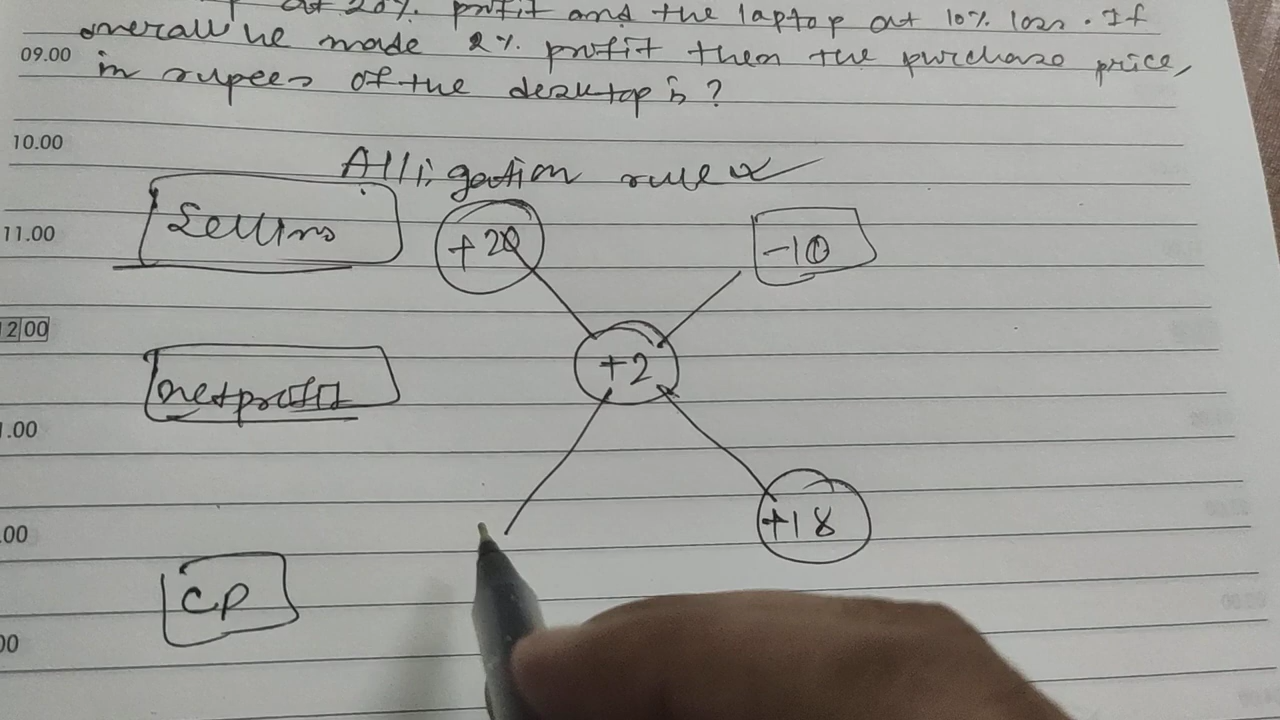 at 20% profit and the laptop at 10% loss. If
09.00 overall he made 2% profit then the purchase price,
in rupees of the desktop is?
10.00
Alligation rule
11.00 Selling +20 -10
12 00
+2
net profit
1.00
+18
.00
CP
00